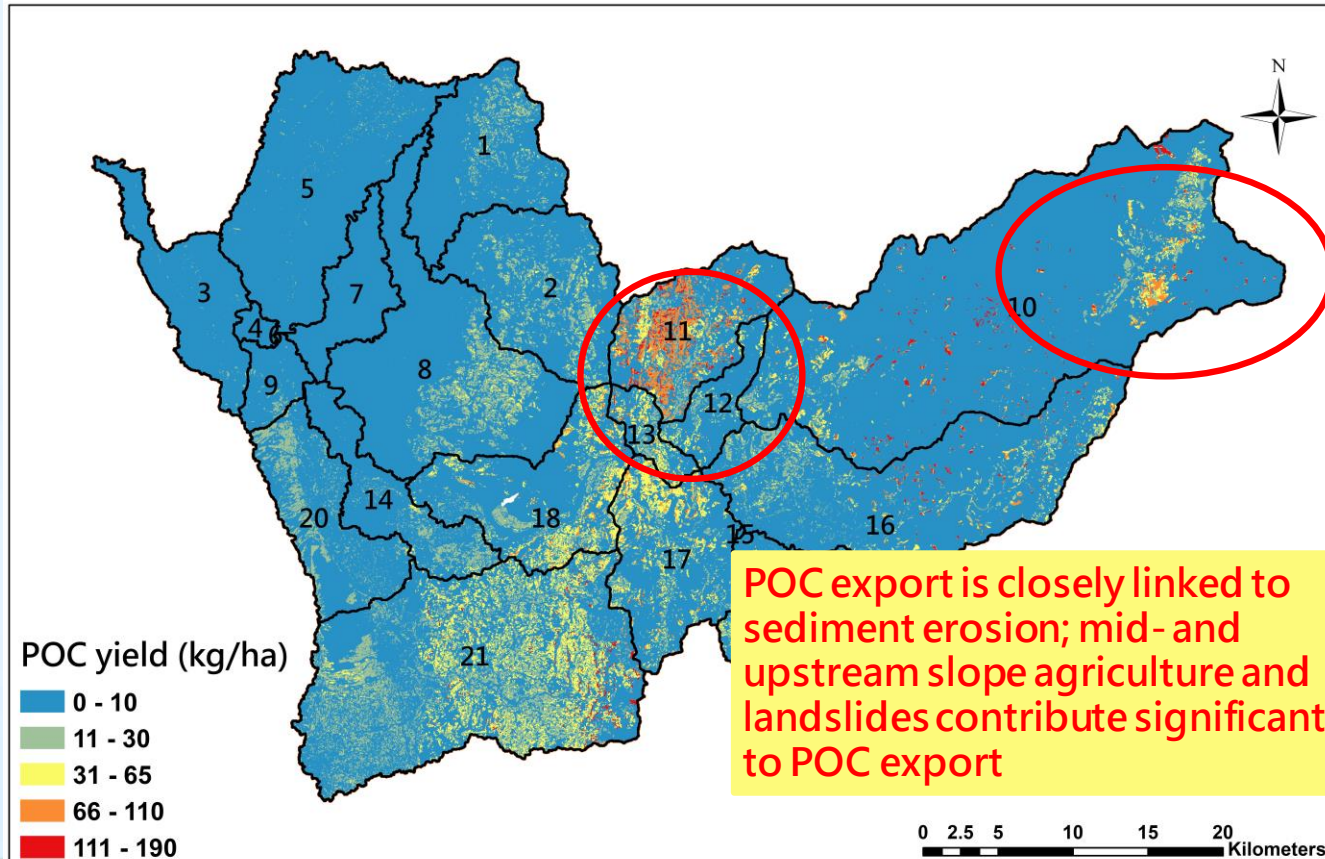 N
1
5
2
3
7
11
10
4
6
8
12
9
13
14
18
20
15
16
17
21
POC export is closely linked to
sediment erosion; mid- and
upstream slope agriculture and
landslides contribute significant
to POC export
POC yield (kg/ha)
0 - 10
11 - 30
31 - 65
66 - 110
111 - 190
0 2.5 5 10 15 20
Kilometers